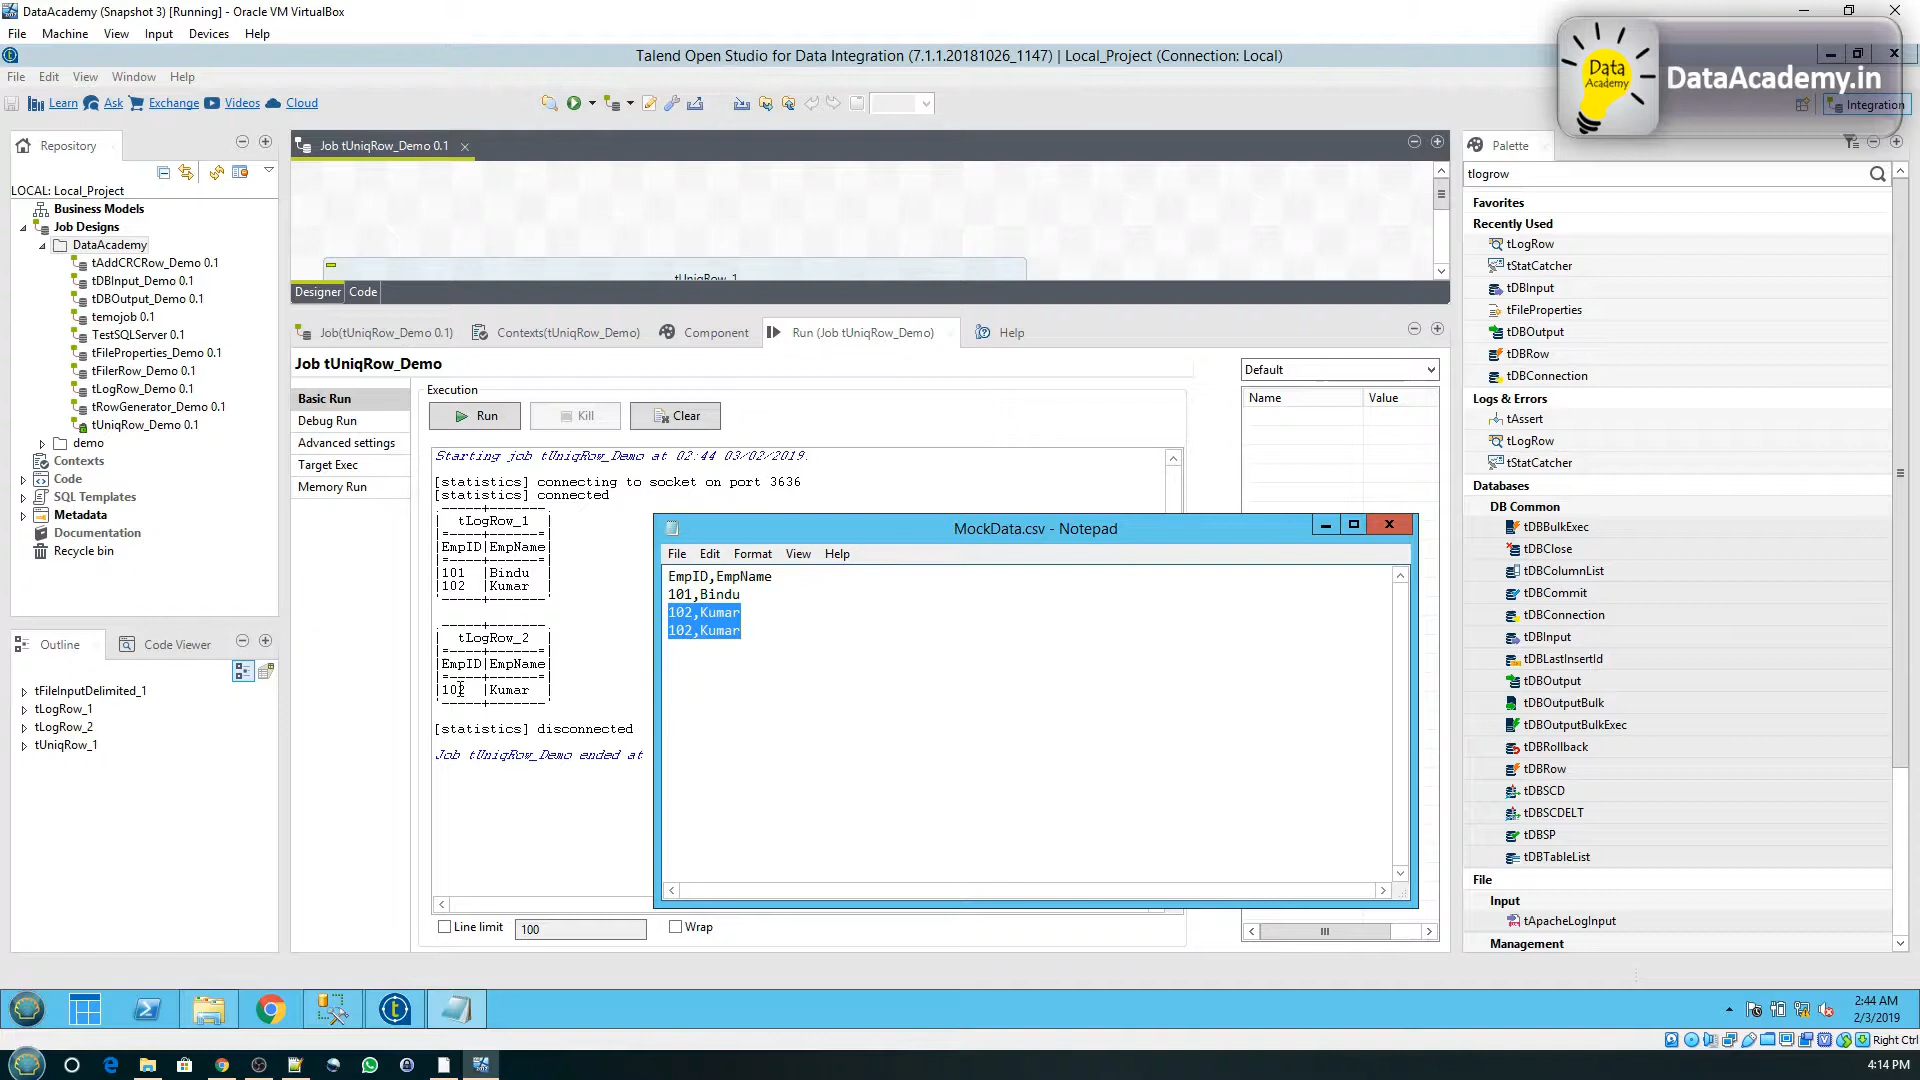 DataAcademy (Snapshot 3) [Running] - Oracle VM VirtualBox
File Machine View Input Devices Help
Talend Open Studio for Data Integration (7.1.1.20181026_1147) | Local_Project (Connection: Local)
Data Academy
DataAcademy.in
File Edit View Window Help
Learn Ask Exchange Videos Cloud
Integration
Repository
LOCAL: Local_Project
Business Models
Job Designs
DataAcademy
tAddCRCRow_Demo 0.1
tDBInput_Demo 0.1
tDBOutput_Demo 0.1
temojob 0.1
TestSQLServer 0.1
tFileProperties_Demo 0.1
tFilerRow_Demo 0.1
tLogRow_Demo 0.1
tRowGenerator_Demo 0.1
tUniqRow_Demo 0.1
demo
Contexts
Code
SQL Templates
Metadata
Documentation
Recycle bin
Outline
Code Viewer
tFileInputDelimited_1
tLogRow_1
tLogRow_2
tUniqRow_1
Job tUniqRow_Demo 0.1
tUniqRow_1
Designer Code
Job(tUniqRow_Demo 0.1) Contexts(tUniqRow_Demo) Component Run (Job tUniqRow_Demo) Help
Job tUniqRow_Demo
Basic Run
Debug Run
Advanced settings
Target Exec
Memory Run
Execution
Run Kill Clear
Starting job tUniqRow_Demo at 02:44 03/02/2019.
[statistics] connecting to socket on port 3636
[statistics] connected
.-----+-------.
| tLogRow_1 |
|=-----+------=|
|EmpID|EmpName|
|=-----+------=|
|101 |Bindu |
|102 |Kumar |
'-----+-------'
.-----+-------.
| tLogRow_2 |
|=-----+------=|
|EmpID|EmpName|
|=-----+------=|
|102 |Kumar |
'-----+-------'
[statistics] disconnected
Job tUniqRow_Demo ended at
Line limit 100 Wrap
Default
Name Value
MockData.csv - Notepad
File Edit Format View Help
EmpID,EmpName
101,Bindu
102,Kumar
102,Kumar
Palette
tlogrow
Favorites
Recently Used
tLogRow
tStatCatcher
tDBInput
tFileProperties
tDBOutput
tDBRow
tDBConnection
Logs & Errors
tAssert
tLogRow
tStatCatcher
Databases
DB Common
tDBBulkExec
tDBClose
tDBColumnList
tDBCommit
tDBConnection
tDBInput
tDBLastInsertId
tDBOutput
tDBOutputBulk
tDBOutputBulkExec
tDBRollback
tDBRow
tDBSCD
tDBSCDELT
tDBSP
tDBTableList
File
Input
tApacheLogInput
Management
2:44 AM
2/3/2019
Right Ctrl
4:14 PM